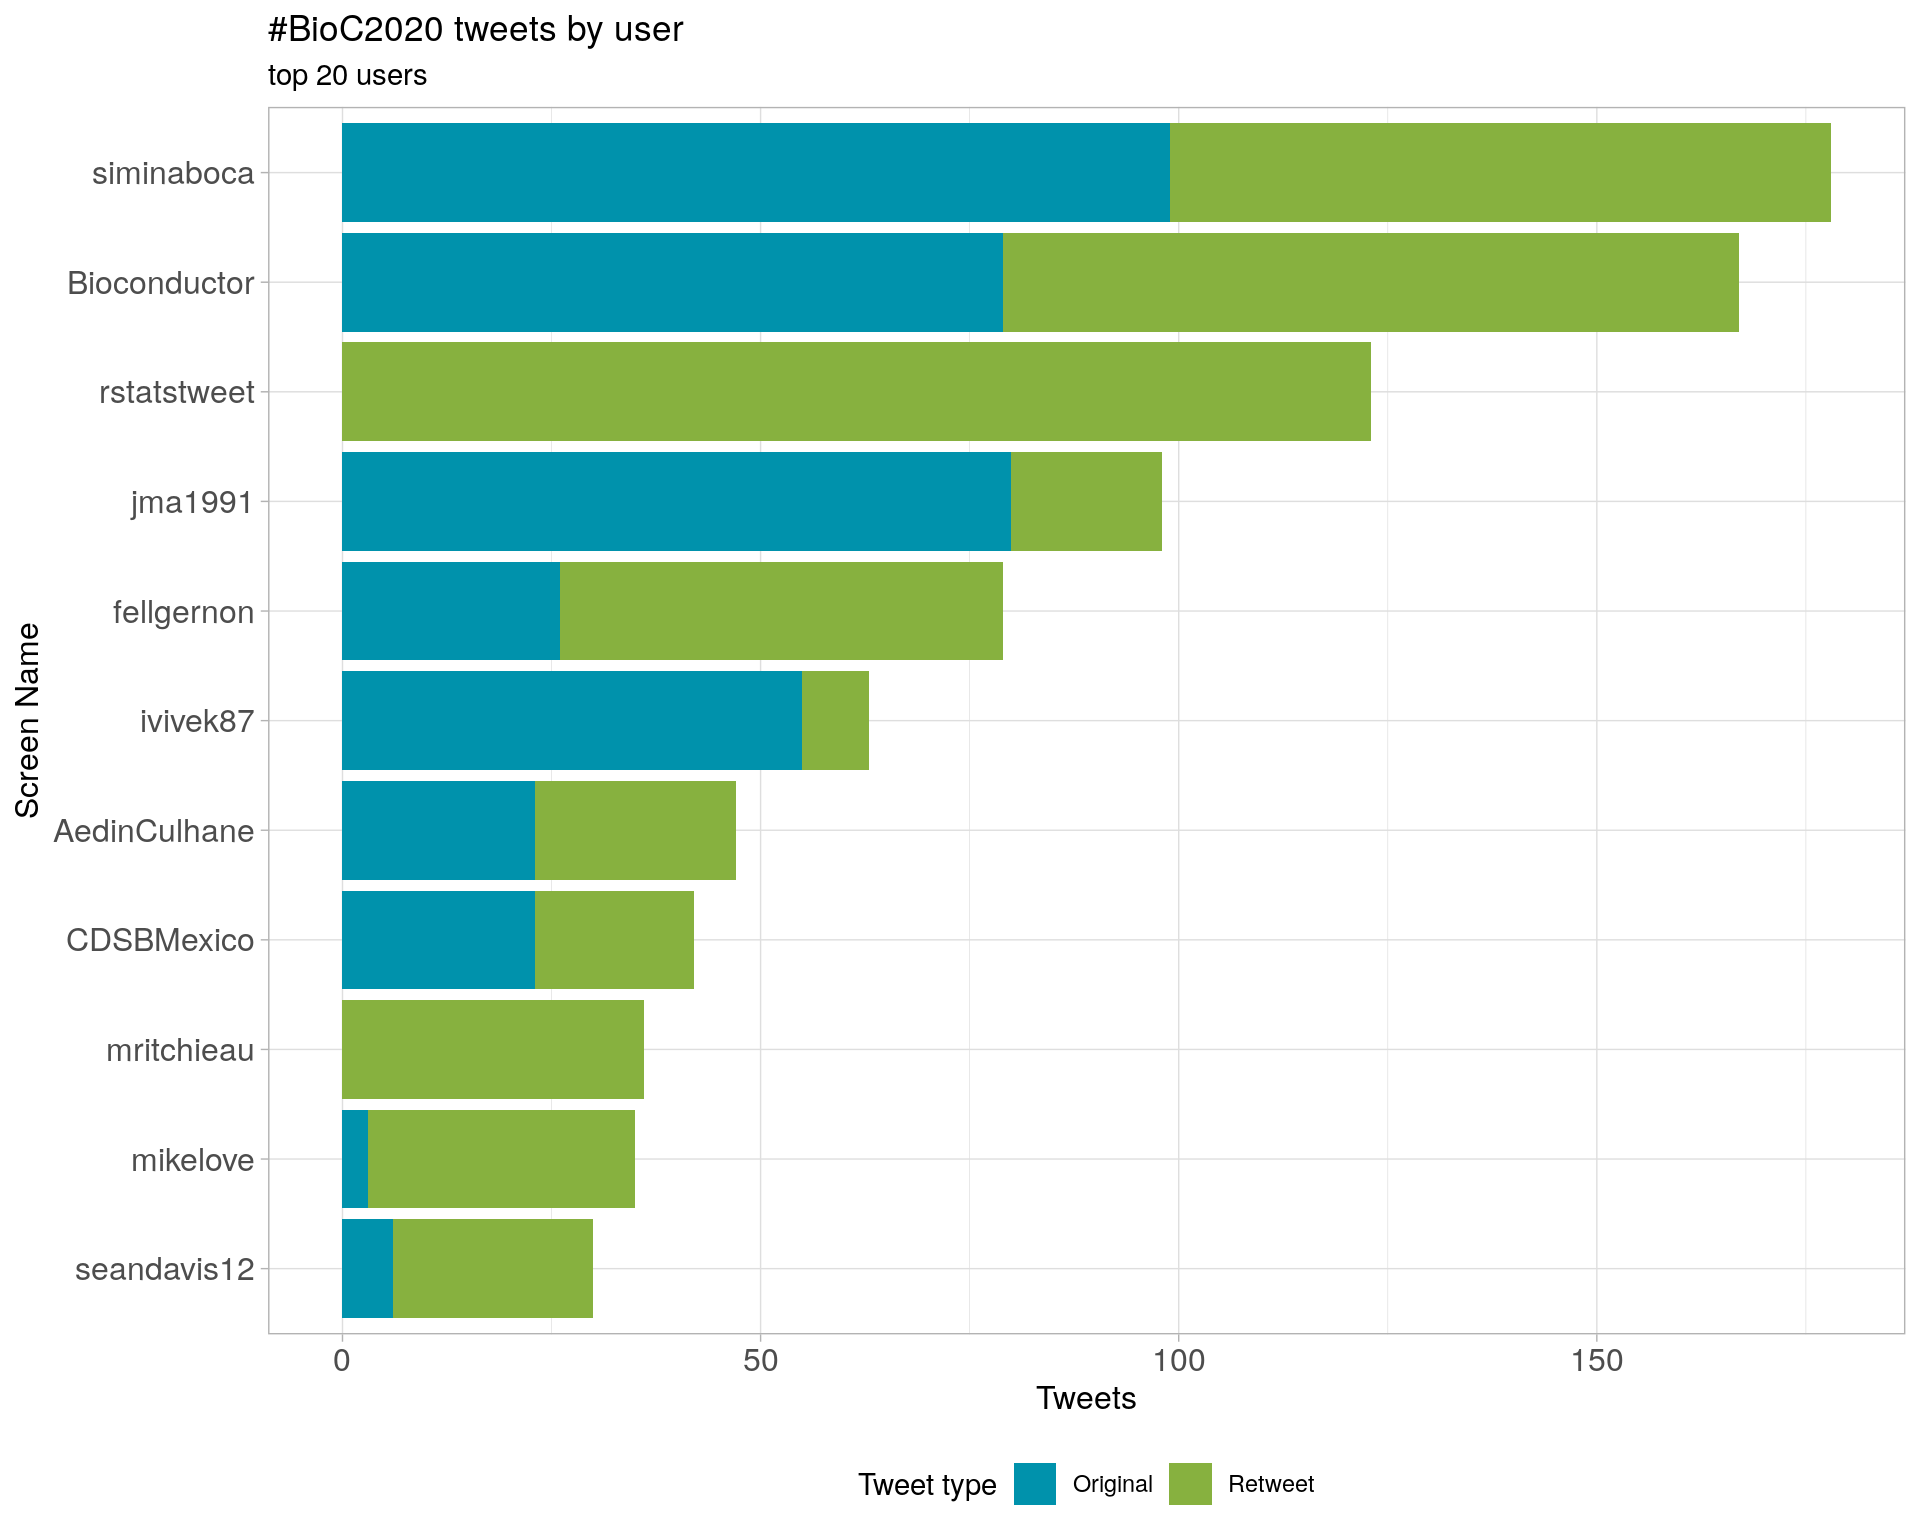 #BioC2020 tweets by user
top 20 users
Screen Name
siminaboca
Bioconductor
rstatstweet
jma1991
fellgernon
ivivek87
AedinCulhane
CDSBMexico
mritchieau
mikelove
seandavis12
0 50 100 150
Tweets
Tweet type Original Retweet